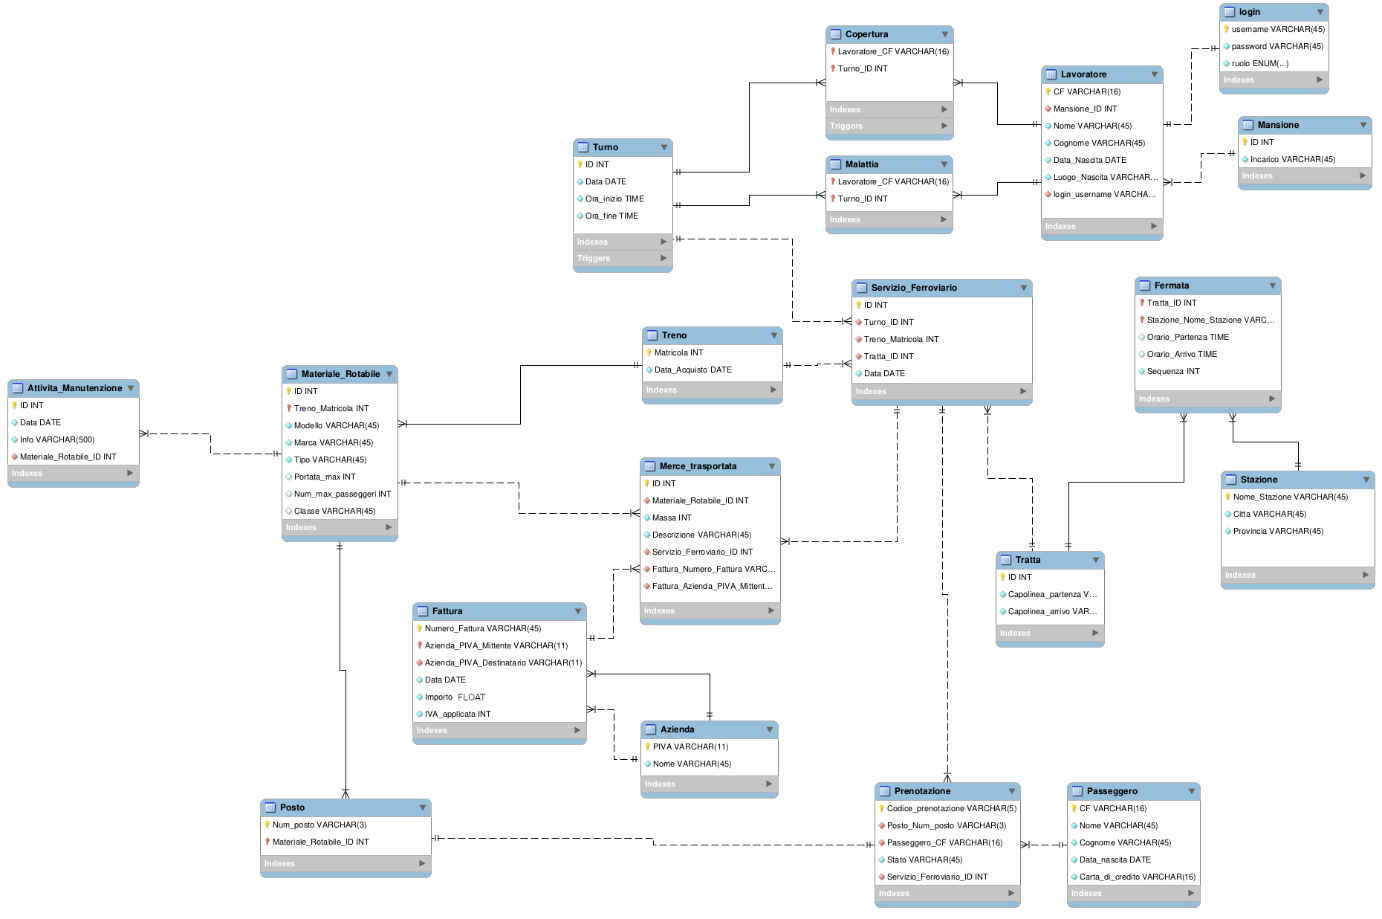 login
username VARCHAR(45)
password VARCHAR(45)
ruolo ENUM(...)
Indexes
Copertura
Lavoratore_CF VARCHAR(16)
Turno_ID INT
Indexes
Triggers
Lavoratore
CF VARCHAR(16)
Mansione_ID INT
Nome VARCHAR(45)
Cognome VARCHAR(45)
Data_Nascita DATE
Luogo_Nascita VARCHAR...
login_username VARCHA...
Indexes
Mansione
ID INT
Incarico VARCHAR(45)
Indexes
Turno
ID INT
Data DATE
Ora_inizio TIME
Ora_fine TIME
Indexes
Triggers
Malattia
Lavoratore_CF VARCHAR(16)
Turno_ID INT
Indexes
Servizio_Ferroviario
ID INT
Turno_ID INT
Treno_Matricola INT
Tratta_ID INT
Data DATE
Indexes
Fermata
Tratta_ID INT
Stazione_Nome_Stazione VARC...
Orario_Partenza TIME
Orario_Arrivo TIME
Sequenza INT
Indexes
Treno
Matricola INT
Data_Acquisto DATE
Indexes
Attivita_Manutenzione
ID INT
Data DATE
Info VARCHAR(500)
Materiale_Rotabile_ID INT
Indexes
Materiale_Rotabile
ID INT
Treno_Matricola INT
Modello VARCHAR(45)
Marca VARCHAR(45)
Tipo VARCHAR(45)
Portata_max INT
Num_max_passeggeri INT
Classe VARCHAR(45)
Indexes
Merce_trasportata
ID INT
Materiale_Rotabile_ID INT
Massa INT
Descrizione VARCHAR(45)
Servizio_Ferroviario_ID INT
Fattura_Numero_Fattura VARC...
Fattura_Azienda_PIVA_Mittent...
Indexes
Stazione
Nome_Stazione VARCHAR(45)
Citta VARCHAR(45)
Provincia VARCHAR(45)
Indexes
Tratta
ID INT
Capolinea_partenza V...
Capolinea_arrivo VAR...
Indexes
Fattura
Numero_Fattura VARCHAR(45)
Azienda_PIVA_Mittente VARCHAR(11)
Azienda_PIVA_Destinatario VARCHAR(11)
Data DATE
Importo FLOAT
IVA_applicata INT
Indexes
Azienda
PIVA VARCHAR(11)
Nome VARCHAR(45)
Indexes
Posto
Num_posto VARCHAR(3)
Materiale_Rotabile_ID INT
Indexes
Prenotazione
Codice_prenotazione VARCHAR(5)
Posto_Num_posto VARCHAR(3)
Passeggero_CF VARCHAR(16)
Stato VARCHAR(45)
Servizio_Ferroviario_ID INT
Indexes
Passeggero
CF VARCHAR(16)
Nome VARCHAR(45)
Cognome VARCHAR(45)
Data_nascita DATE
Carta_di_credito VARCHAR(16)
Indexes